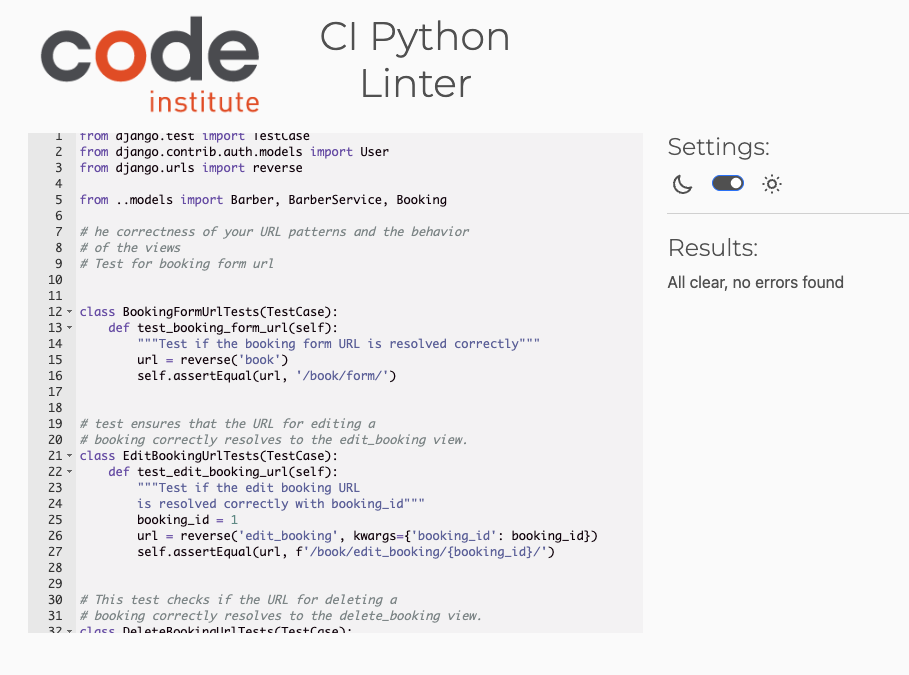 code
institute
CI Python
Linter
1 from django.test import TestCase
2 from django.contrib.auth.models import User
3 from django.urls import reverse
4
5 from ..models import Barber, BarberService, Booking
6
7 # he correctness of your URL patterns and the behavior
8 # of the views
9 # Test for booking form url
10
11
12 class BookingFormUrlTests(TestCase):
13     def test_booking_form_url(self):
14         """Test if the booking form URL is resolved correctly"""
15         url = reverse('book')
16         self.assertEqual(url, '/book/form/')
17
18
19 # test ensures that the URL for editing a
20 # booking correctly resolves to the edit_booking view.
21 class EditBookingUrlTests(TestCase):
22     def test_edit_booking_url(self):
23         """Test if the edit booking URL
24         is resolved correctly with booking_id"""
25         booking_id = 1
26         url = reverse('edit_booking', kwargs={'booking_id': booking_id})
27         self.assertEqual(url, f'/book/edit_booking/{booking_id}/')
28
29
30 # This test checks if the URL for deleting a
31 # booking correctly resolves to the delete_booking view.
32 class DeleteBookingUrlTests(TestCase):
Settings:
Results:
All clear, no errors found